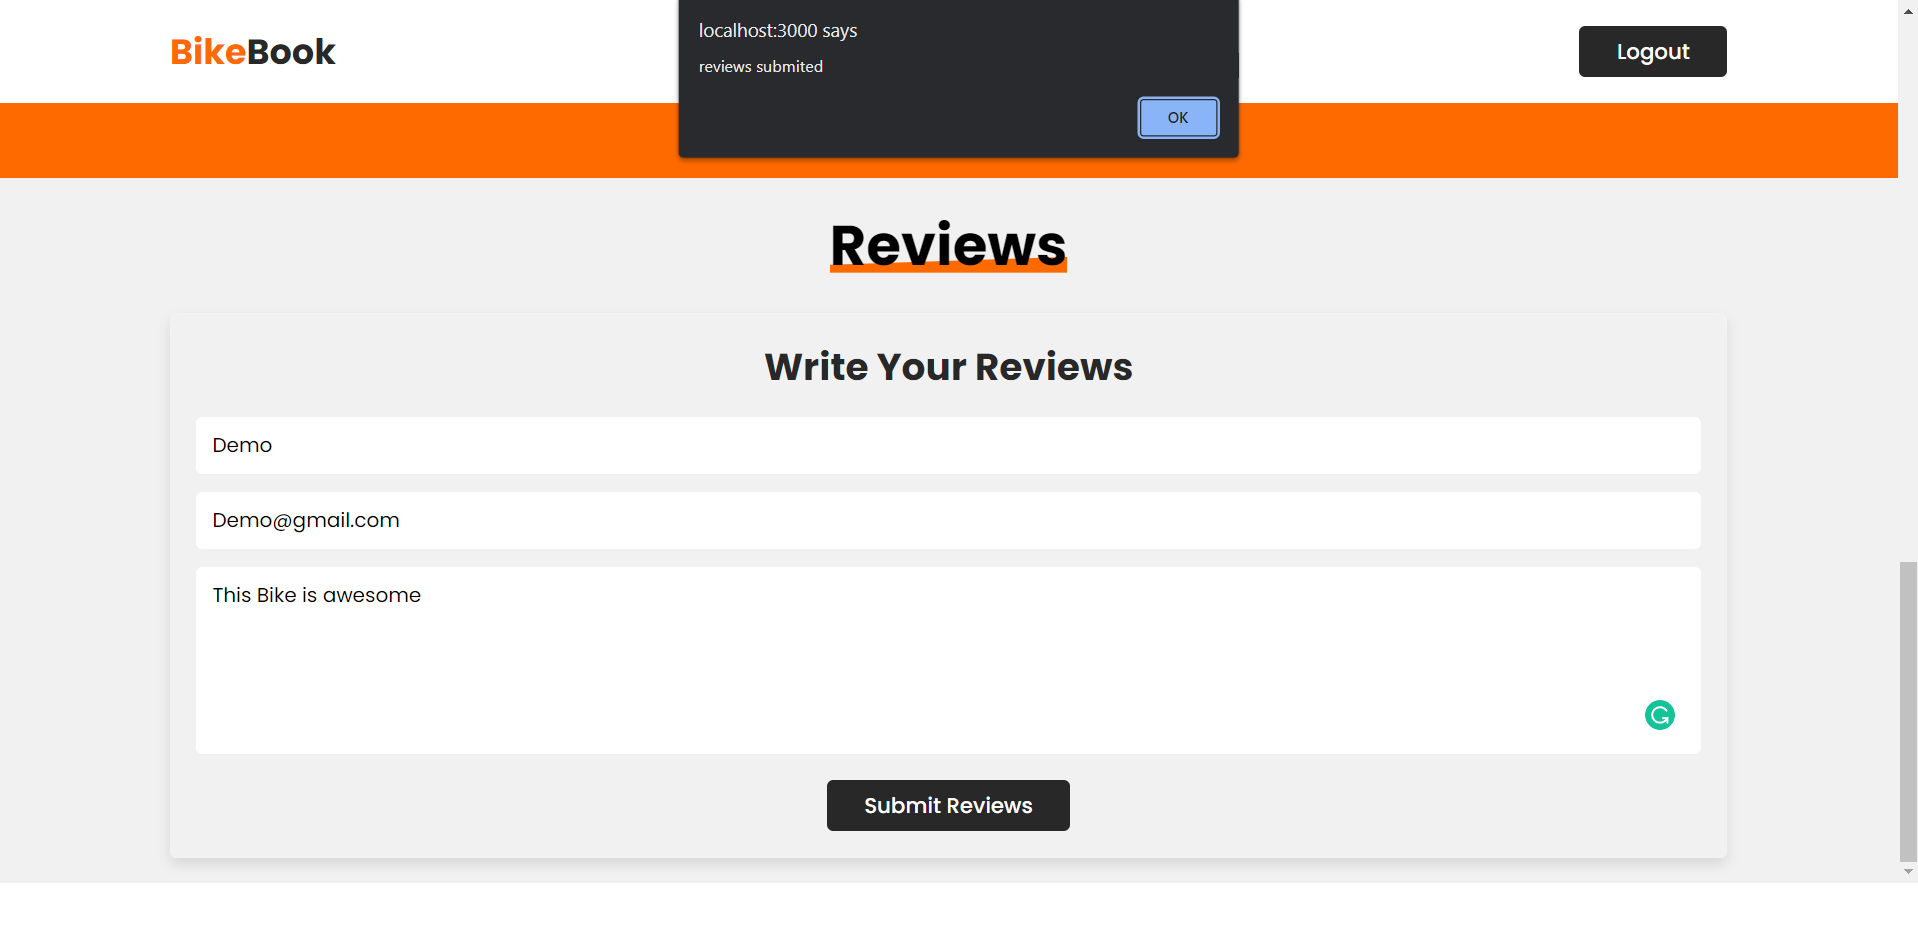 BikeBook
localhost:3000 says
reviews submited
OK
Logout
Reviews
Write Your Reviews
Demo
Demo@gmail.com
This Bike is awesome
Submit Reviews